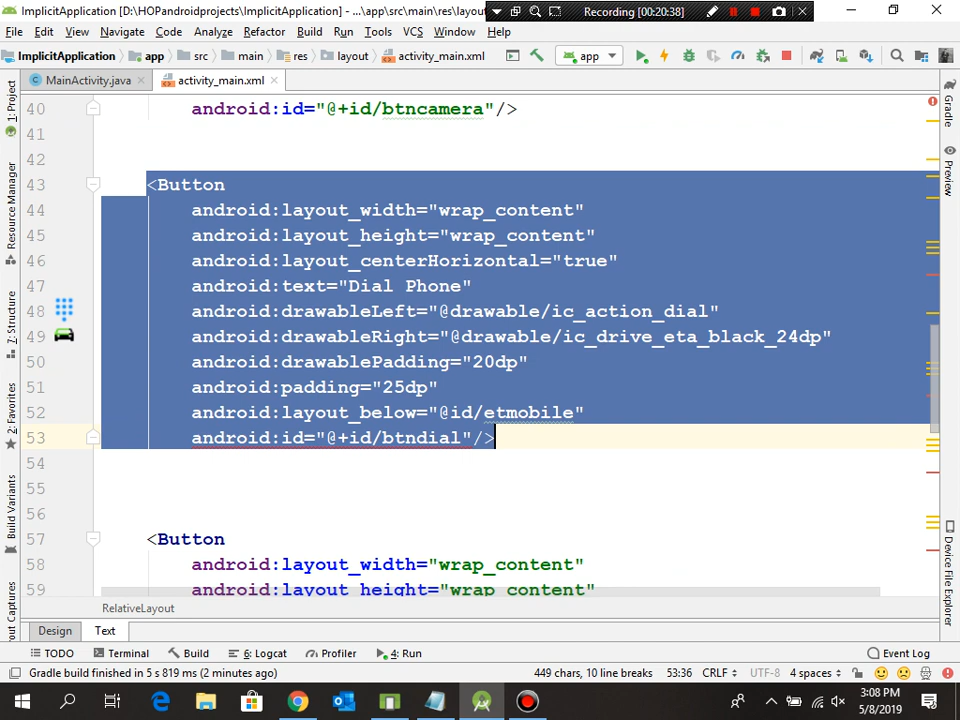 ImplicitApplication [D:\HOPandroidprojects\ImplicitApplication] - ...\app\src\main\res\layou
Recording [00:20:38]
File Edit View Navigate Code Analyze Refactor Build Run Tools VCS Window Help
ImplicitApplication app src main res layout activity_main.xml app
MainActivity.java activity_main.xml
1: Project
Resource Manager
Z: Structure
2: Favorites
Build Variants
out Captures
Gradle
Preview
Device File Explorer
40 android:id="@+id/btncamera"/>
41
42
43 <Button
44 android:layout_width="wrap_content"
45 android:layout_height="wrap_content"
46 android:layout_centerHorizontal="true"
47 android:text="Dial Phone"
48 android:drawableLeft="@drawable/ic_action_dial"
49 android:drawableRight="@drawable/ic_drive_eta_black_24dp"
50 android:drawablePadding="20dp"
51 android:padding="25dp"
52 android:layout_below="@id/etmobile"
53 android:id="@+id/btndial"/>
54
55
56
57 <Button
58 android:layout_width="wrap_content"
59 android:layout_height="wrap_content"
RelativeLayout
Design Text
TODO Terminal Build 6: Logcat Profiler 4: Run Event Log
Gradle build finished in 5 s 819 ms (2 minutes ago) 449 chars, 10 line breaks 53:36 CRLF UTF-8 4 spaces
3:08 PM
5/8/2019